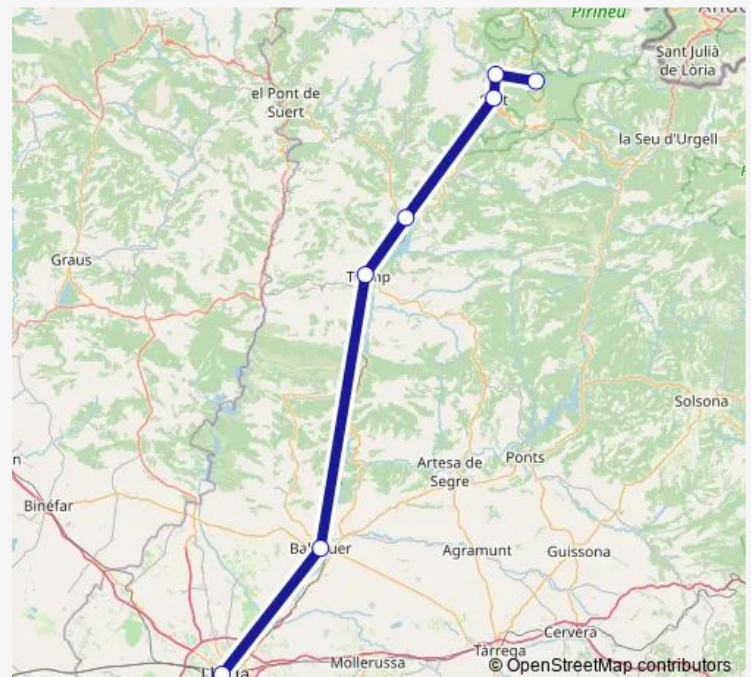 Pirineu
Sant Julià
de Lòria
el Pont de
Suert
la Seu d'Urgell
Graus
Solsona
Artesa de
Segre
Ponts
Binéfar
Agramunt
Guissona
Cervera
Tàrrega
Mollerussa
© OpenStreetMap contributors